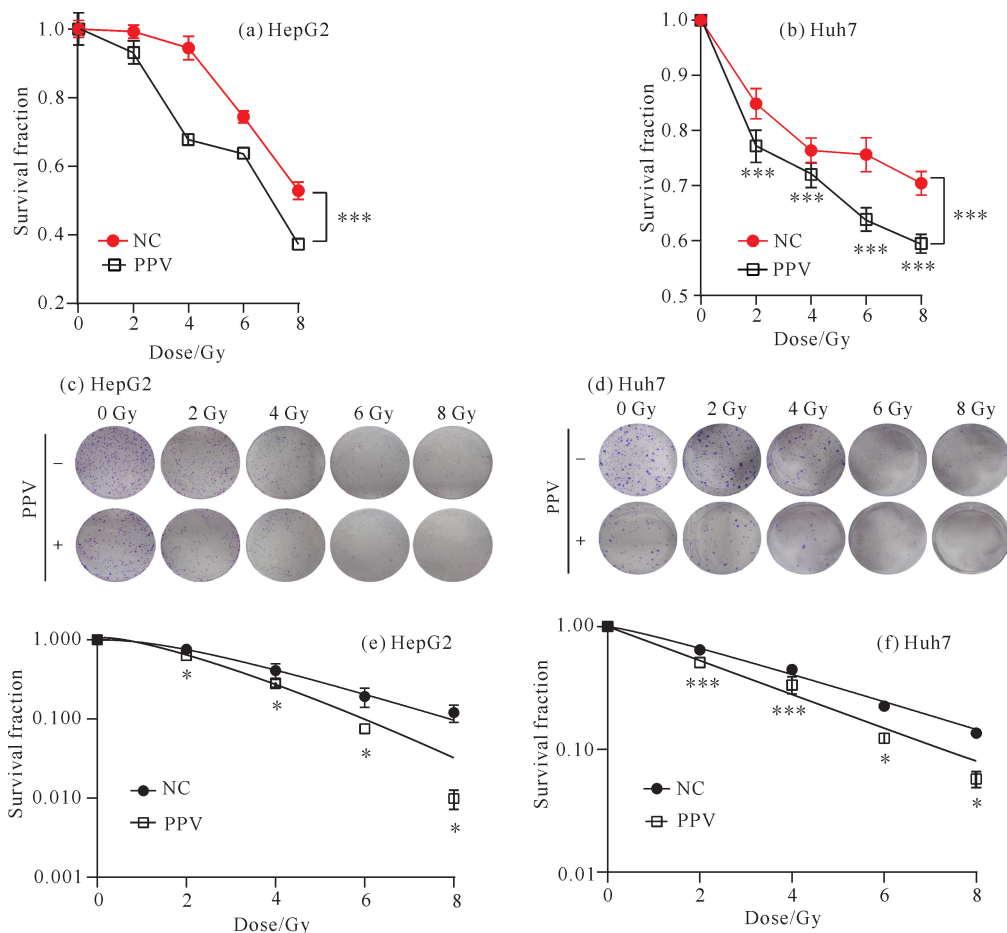 (a) HepG2
Survival fraction
1.0
0.8
0.6
0.4
0.2
***
NC
PPV
0 2 4 6 8
Dose/Gy
(b) Huh7
Survival fraction
1.0
0.9
0.8
0.7
0.6
0.5
***
***
***
***
***
NC
PPV
0 2 4 6 8
Dose/Gy
(c) HepG2
0 Gy 2 Gy 4 Gy 6 Gy 8 Gy
PPV
−
+
(d) Huh7
0 Gy 2 Gy 4 Gy 6 Gy 8 Gy
PPV
−
+
(e) HepG2
Survival fraction
1.000
0.100
0.010
0.001
*
*
*
*
NC
PPV
0 2 4 6 8
Dose/Gy
(f) Huh7
Survival fraction
1.00
0.10
0.01
***
***
*
*
NC
PPV
0 2 4 6 8
Dose/Gy